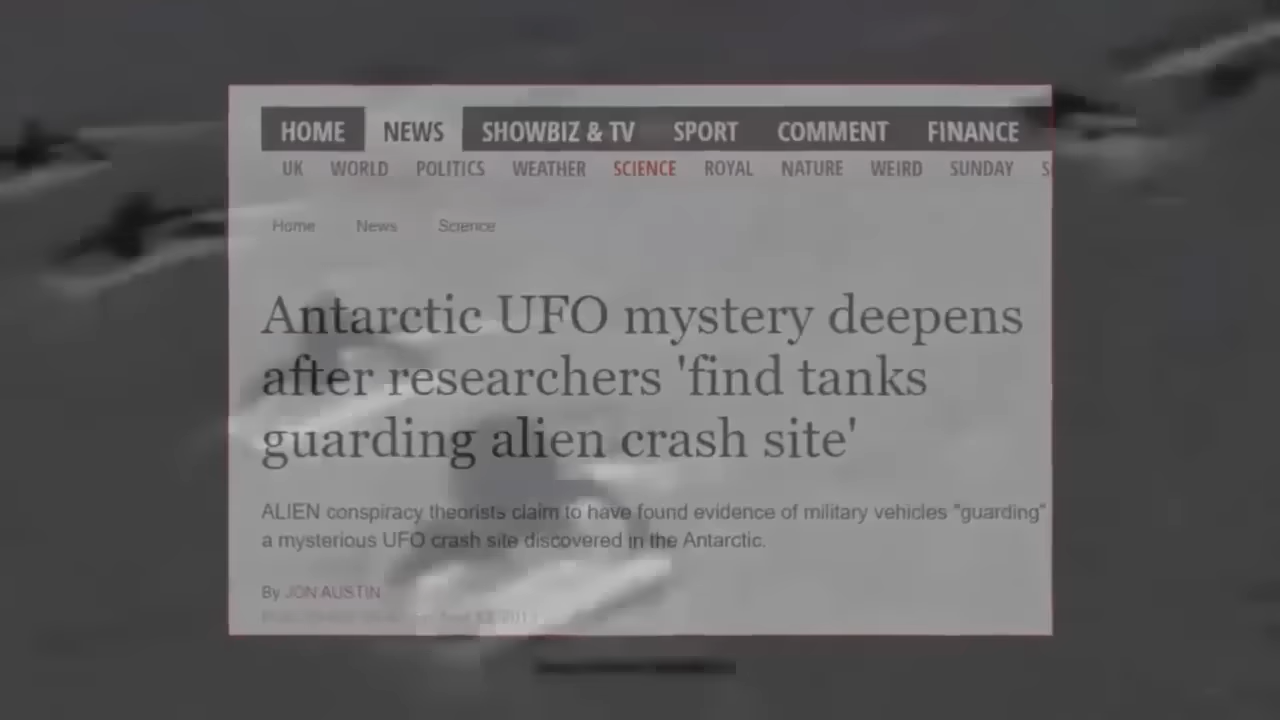 HOME NEWS SHOWBIZ & TV SPORT COMMENT FINANCE
UK WORLD POLITICS WEATHER SCIENCE ROYAL NATURE WEIRD SUNDAY S
Home News Science
Antarctic UFO mystery deepens
after researchers 'find tanks
guarding alien crash site'
ALIEN conspiracy theorists claim to have found evidence of military vehicles "guarding"
a mysterious UFO crash site discovered in the Antarctic.
By JON AUSTIN